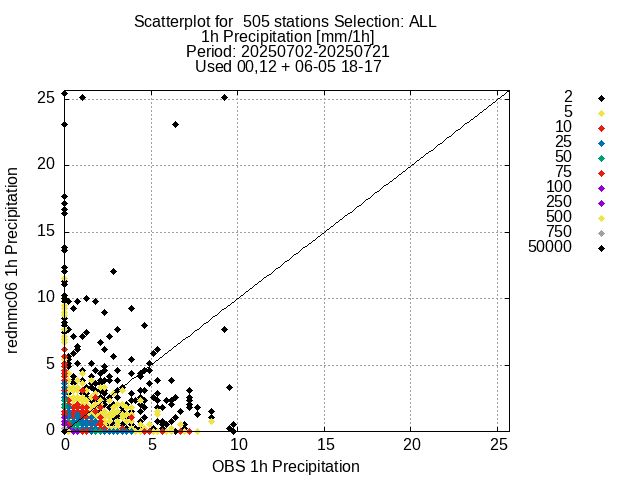 Scatterplot for  505 stations Selection: ALL
1h Precipitation [mm/1h]
Period: 20250702-20250721
Used 00,12 + 06-05 18-17
rednmc06 1h Precipitation
25
20
15
10
5
0
0 5 10 15 20 25
OBS 1h Precipitation
2
5
10
25
50
75
100
250
500
750
50000